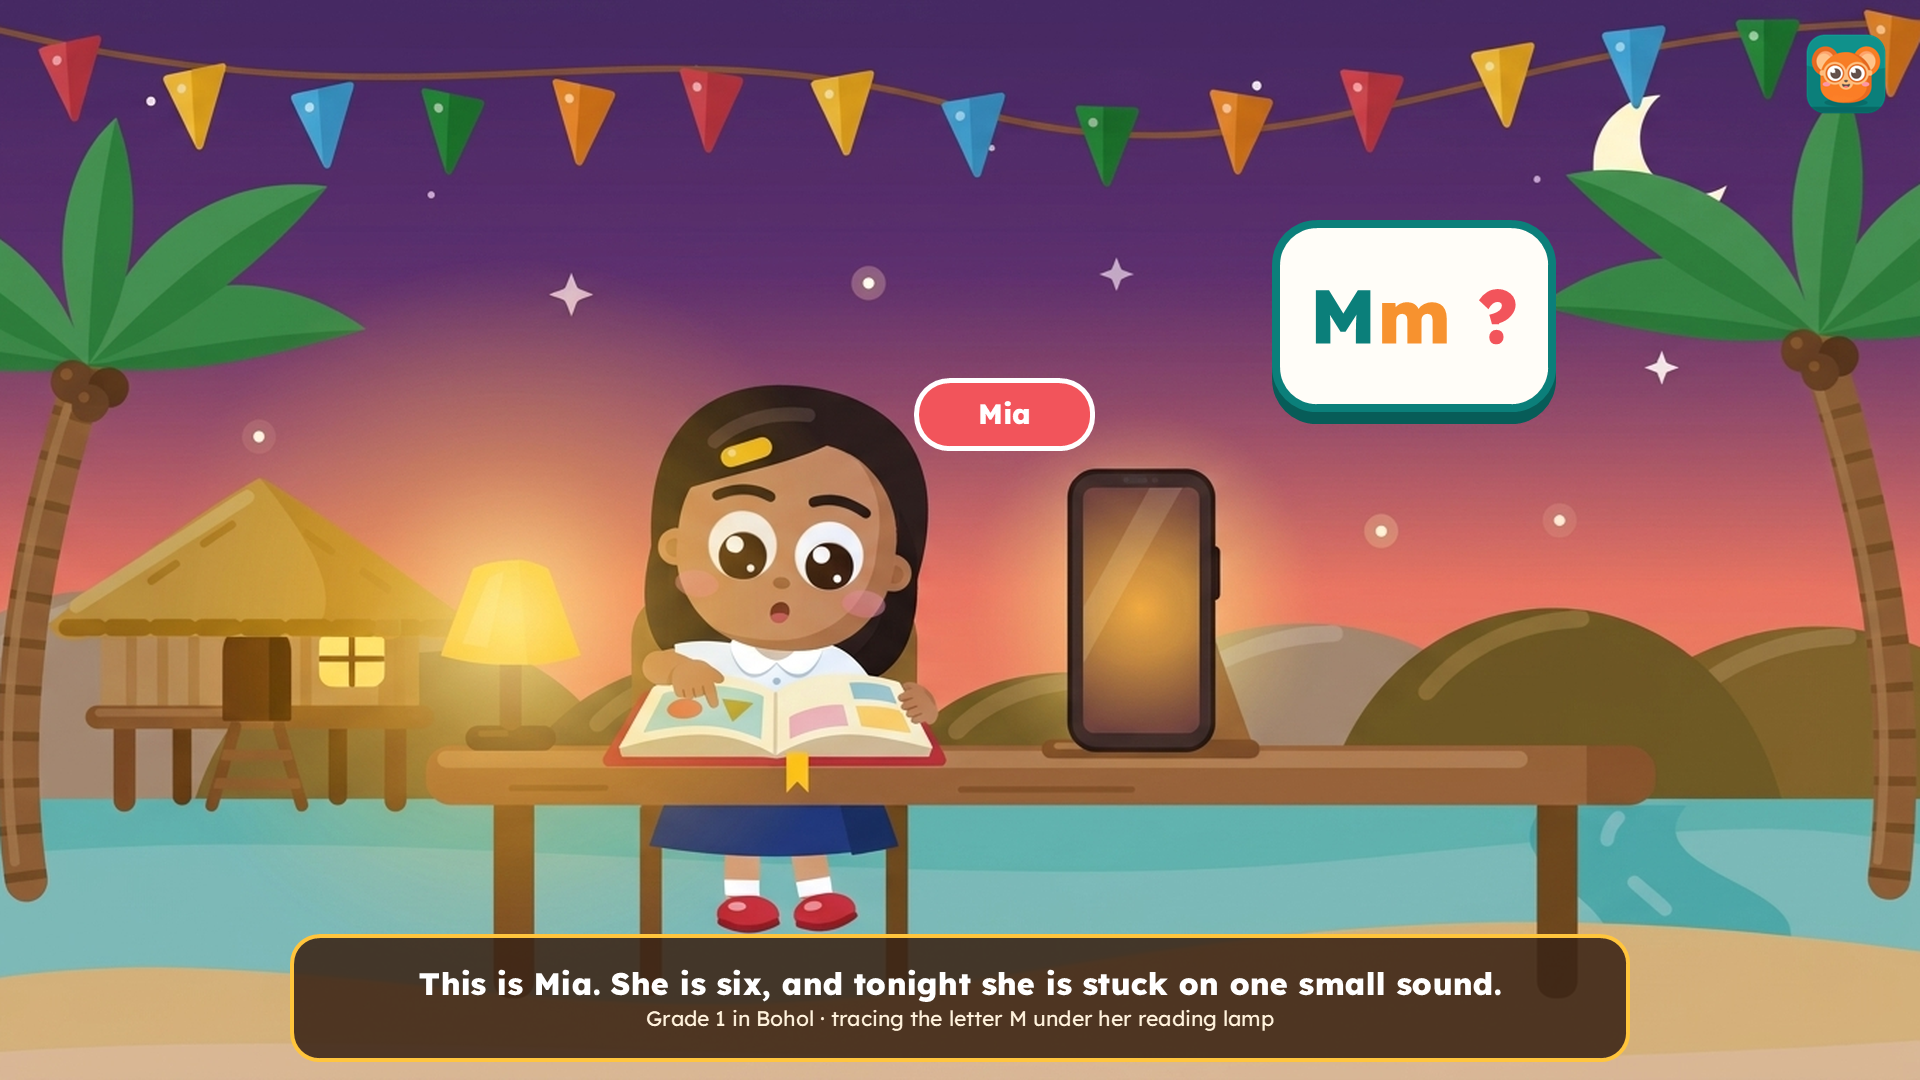 Mm ?
Mia
This is Mia. She is six, and tonight she is stuck on one small sound.
Grade 1 in Bohol · tracing the letter M under her reading lamp